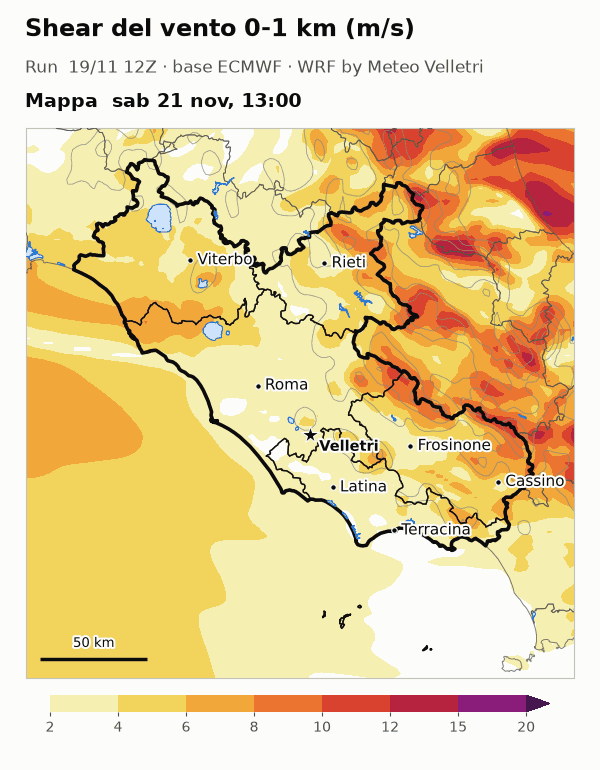 Shear del vento 0-1 km (m/s)
Run  19/11 12Z · base ECMWF · WRF by Meteo Velletri
Mappa  sab 21 nov, 13:00
Viterbo
Rieti
Roma
Velletri
Frosinone
Cassino
Latina
Terracina
50 km
2 4 6 8 10 12 15 20